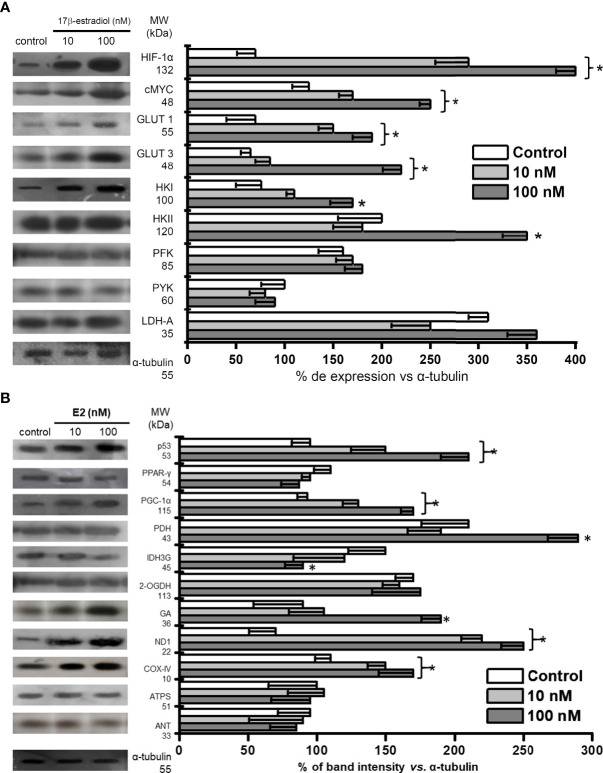 A
17β-estradiol (nM)
MW
(kDa)
control 10 100
HIF-1α
132
*
cMYC
48
*
GLUT 1
55
*
GLUT 3
48
*
HKI
100
*
HKII
120
*
PFK
85
PYK
60
LDH-A
35
α-tubulin
55
Control
10 nM
100 nM
0 50 100 150 200 250 300 350 400
% de expression vs α-tubulin
B
E2 (nM)
MW
(kDa)
control 10 100
p53
53
*
PPAR-γ
54
PGC-1α
115
*
PDH
43
*
IDH3G
45
*
2-OGDH
113
GA
36
*
ND1
22
*
COX-IV
10
*
ATPS
51
ANT
33
α-tubulin
55
Control
10 nM
100 nM
0 50 100 150 200 250 300
% of band intensity vs. α-tubulin